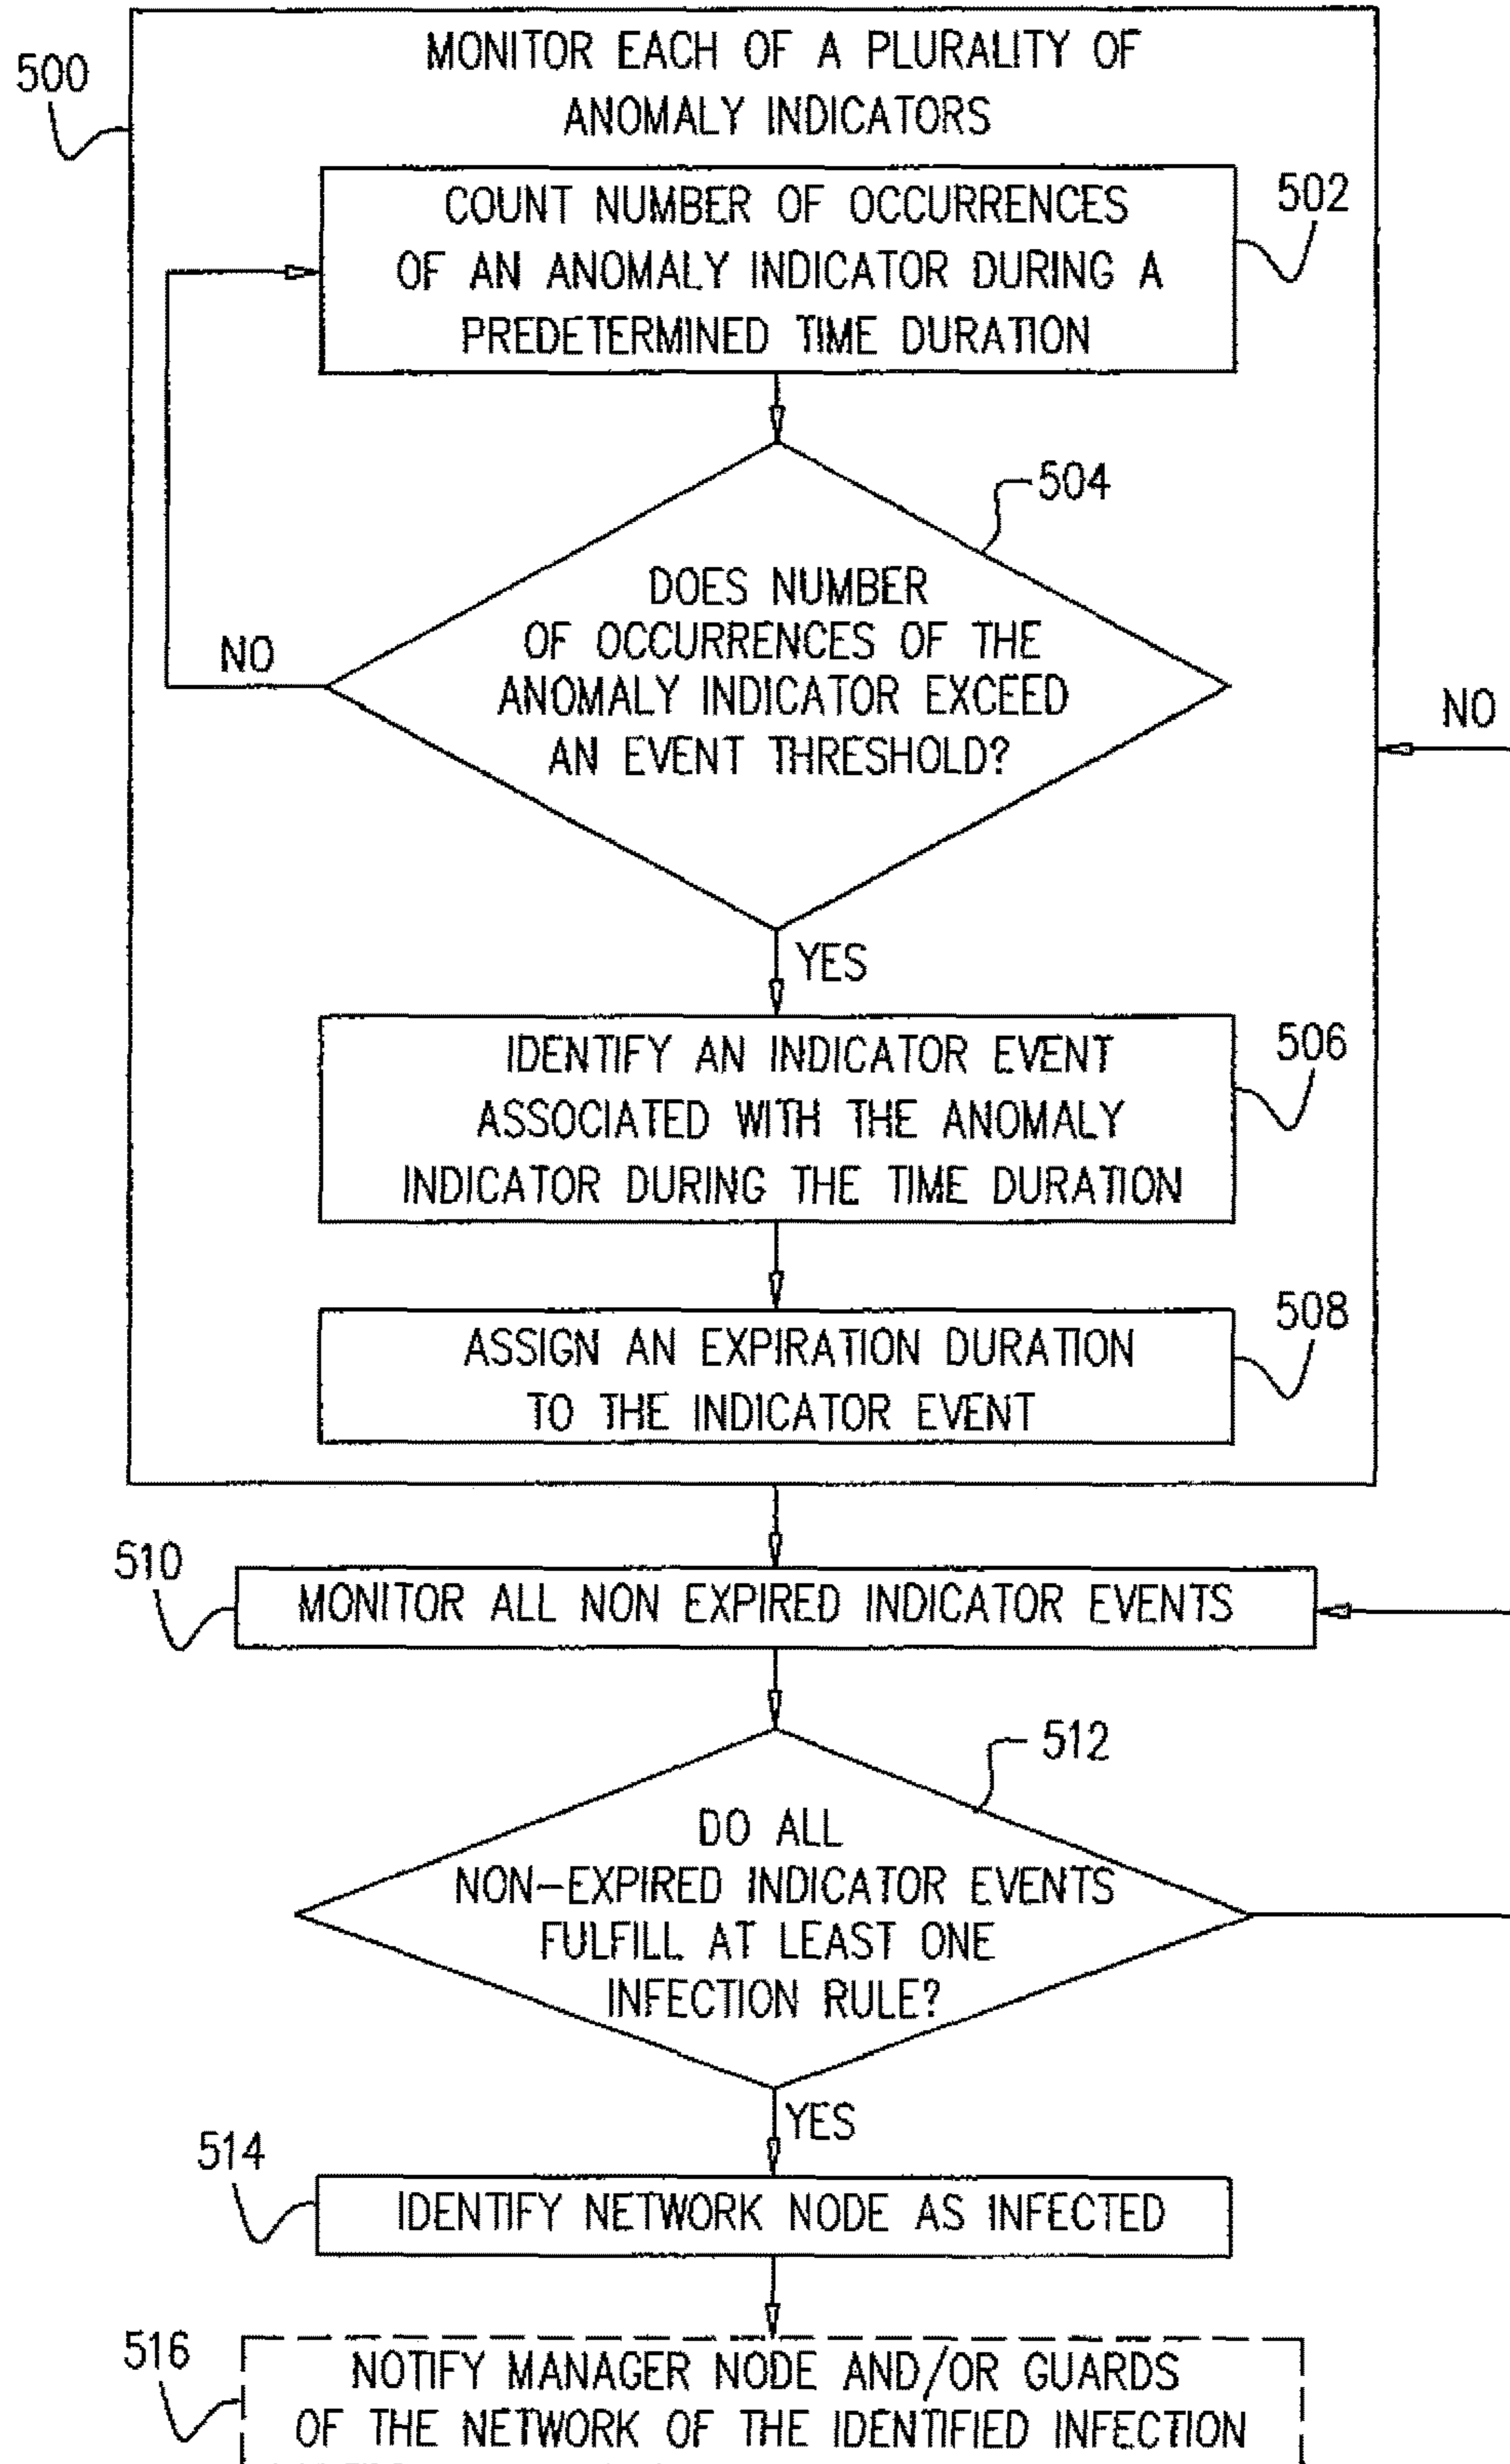 500
MONITOR EACH OF A PLURALITY OF
ANOMALY INDICATORS
502
COUNT NUMBER OF OCCURRENCES
OF AN ANOMALY INDICATOR DURING A
PREDETERMINED TIME DURATION
504
DOES NUMBER
OF OCCURRENCES OF THE
ANOMALY INDICATOR EXCEED
AN EVENT THRESHOLD?
NO
NO
YES
506
IDENTIFY AN INDICATOR EVENT
ASSOCIATED WITH THE ANOMALY
INDICATOR DURING THE TIME DURATION
508
ASSIGN AN EXPIRATION DURATION
TO THE INDICATOR EVENT
510
MONITOR ALL NON EXPIRED INDICATOR EVENTS
512
DO ALL
NON-EXPIRED INDICATOR EVENTS
FULFILL AT LEAST ONE
INFECTION RULE?
YES
514
IDENTIFY NETWORK NODE AS INFECTED
516
NOTIFY MANAGER NODE AND/OR GUARDS
OF THE NETWORK OF THE IDENTIFIED INFECTION